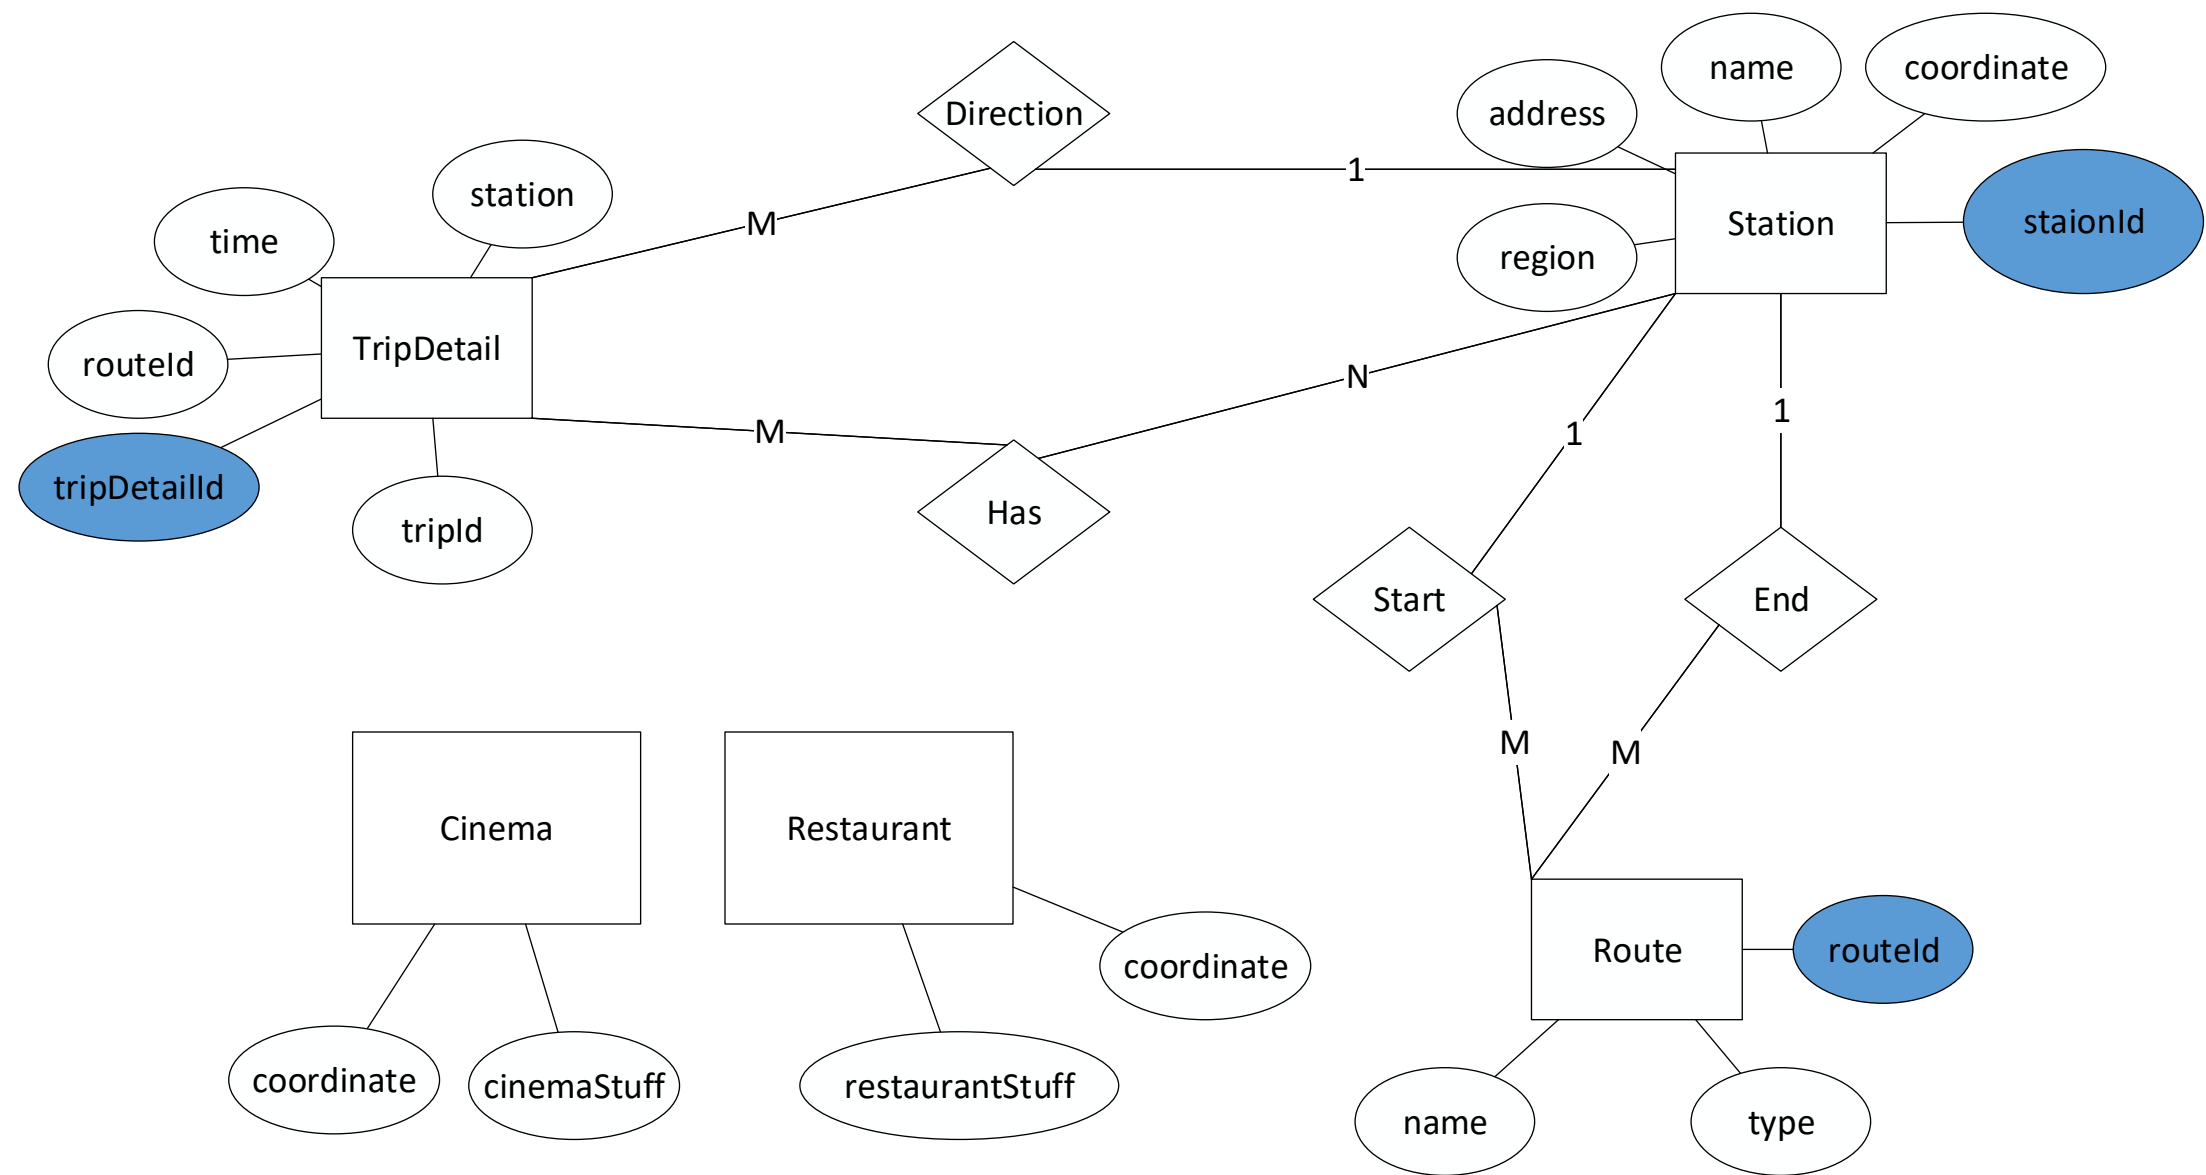 name
coordinate
Direction
address
1
station
Station
staionId
M
time
region
TripDetail
routeId
N
1
M
1
tripDetailId
Has
tripId
Start
End
M
M
Cinema
Restaurant
Route
routeId
coordinate
coordinate
cinemaStuff
restaurantStuff
name
type